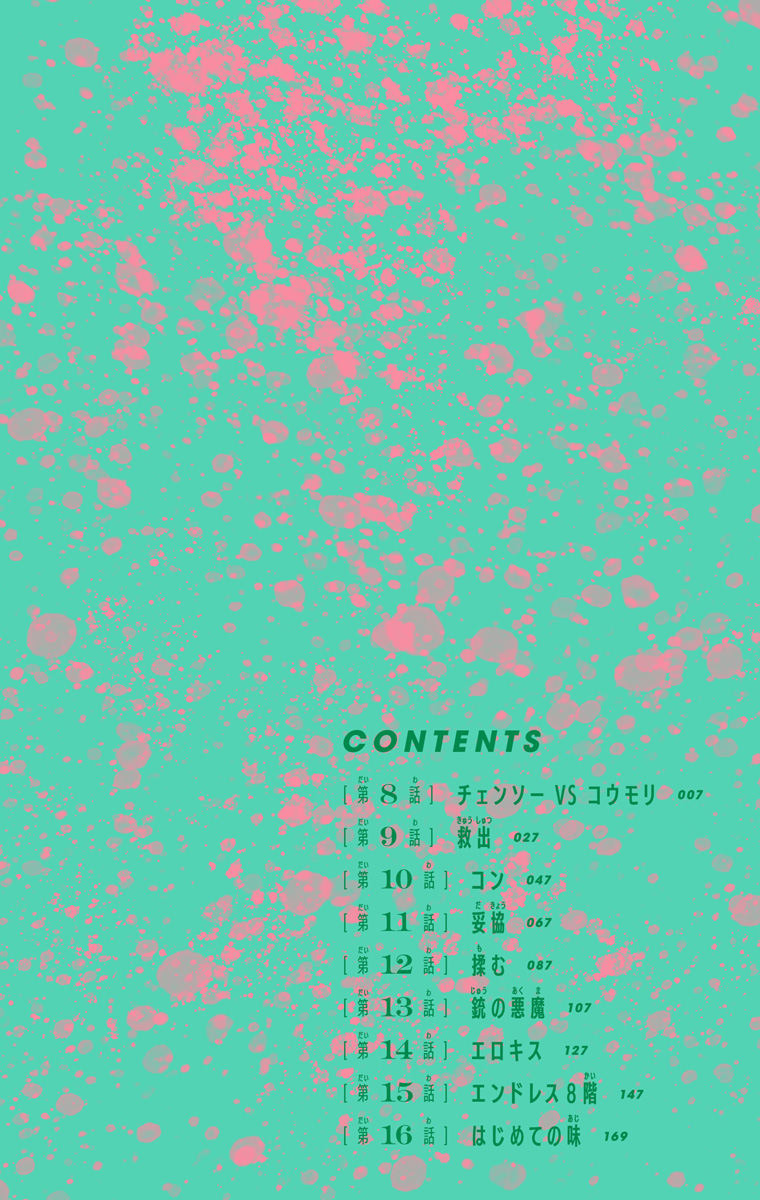 CONTENTS
[第8話] チェンソー VS コウモリ 007
[第9話] 救出 027
[第10話] コン 047
[第11話] 妥協 067
[第12話] 揉む 087
[第13話] 銃の悪魔 107
[第14話] エロキス 127
[第15話] エンドレス8階 147
[第16話] はじめての味 169